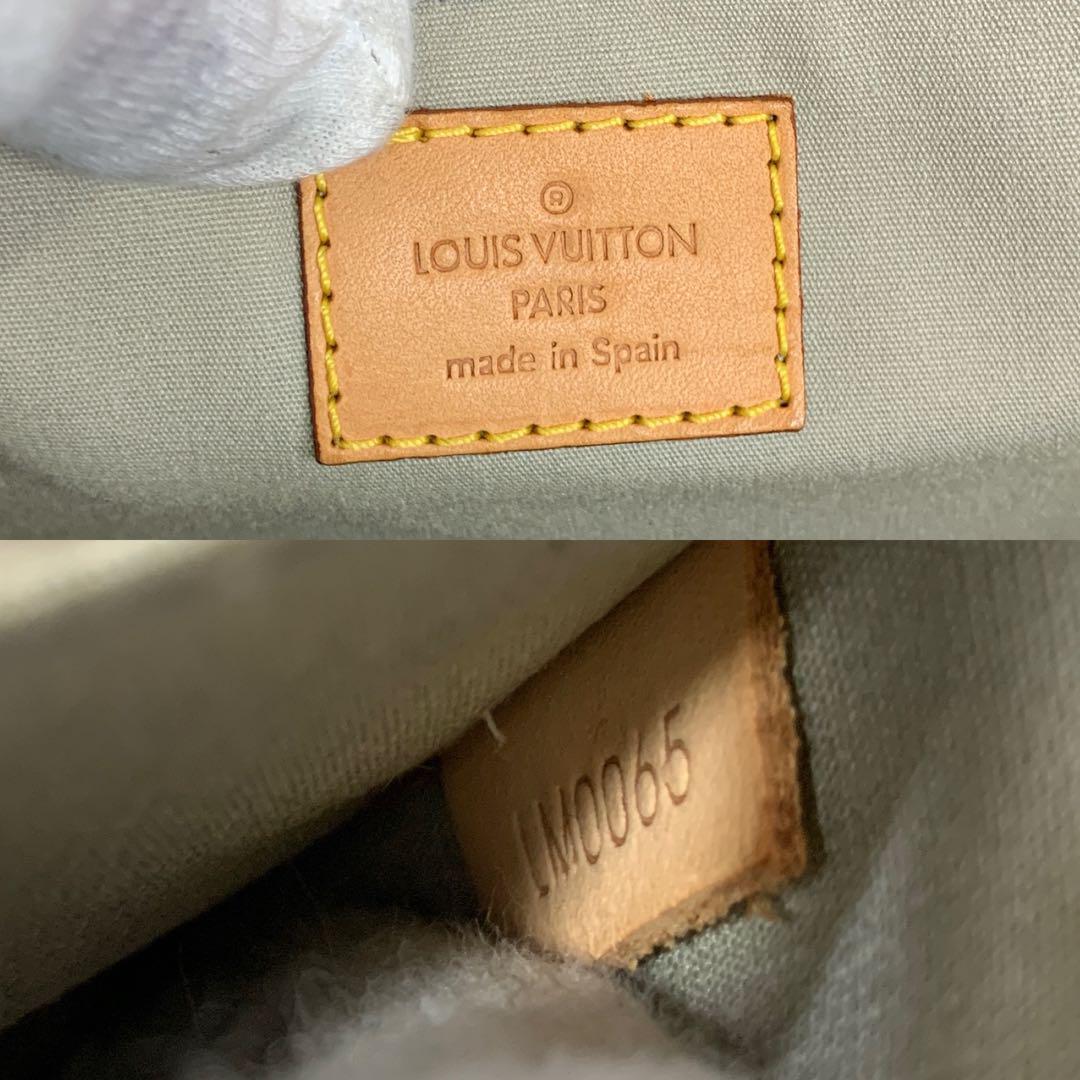 ®
LOUIS VUITTON
PARIS
made in Spain
LM0065